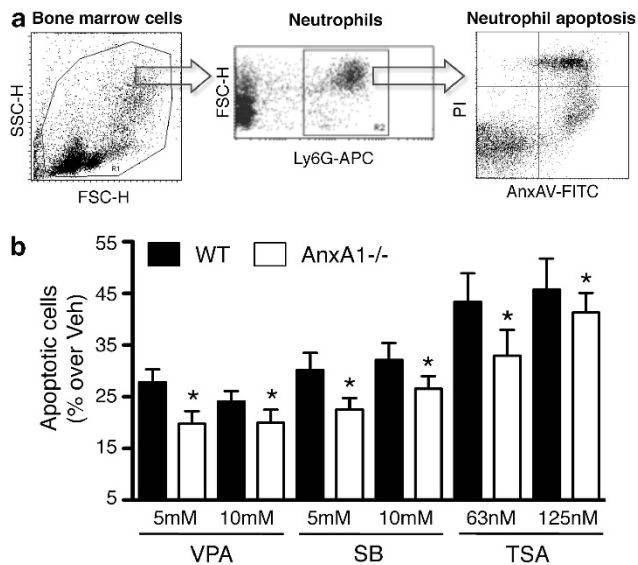 a
Bone marrow cells
Neutrophils
Neutrophil apoptosis
SSC-H
R1
FSC-H
FSC-H
R2
Ly6G-APC
PI
AnxAV-FITC
b
WT
AnxA1-/-
Apoptotic cells
(% over Veh)
55
45
35
25
15
5
* * * * * *
5mM 10mM 5mM 10mM 63nM 125nM
VPA SB TSA